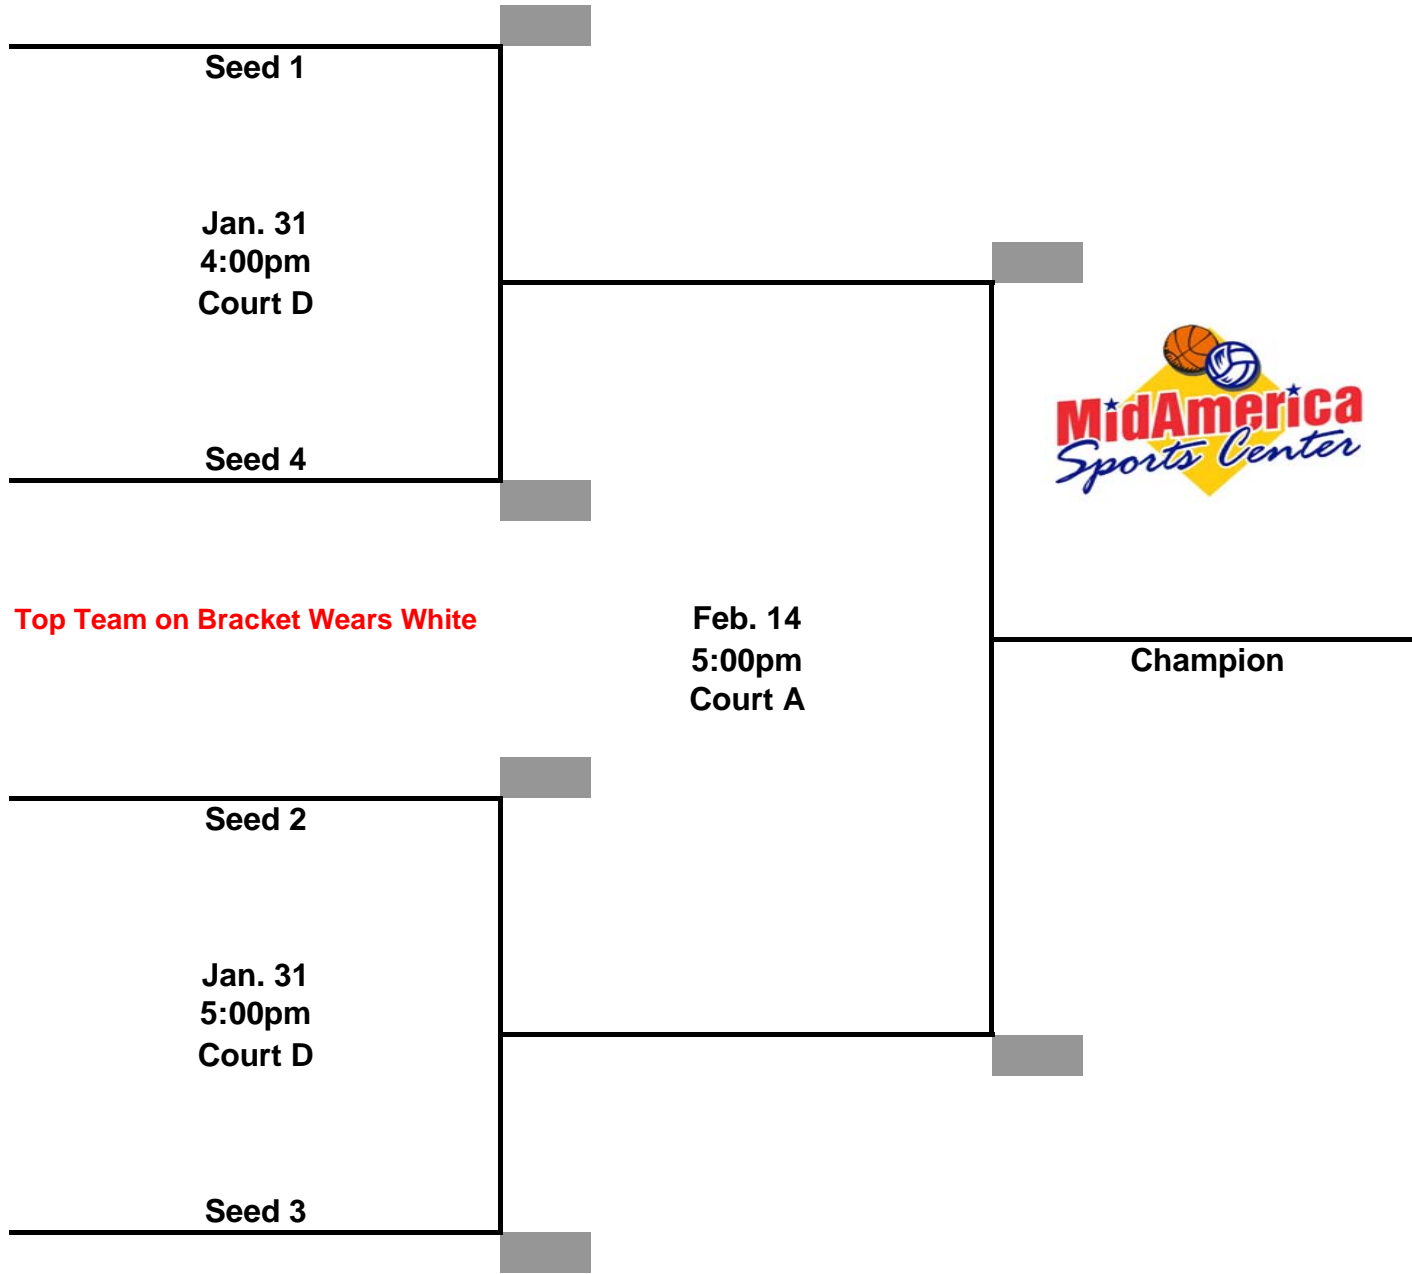 Seed 1
Jan. 31
4:00pm
Court D
MidAmerica
Sports Center
Seed 4
Top Team on Bracket Wears White
Feb. 14
5:00pm
Court A
Champion
Seed 2
Jan. 31
5:00pm
Court D
Seed 3